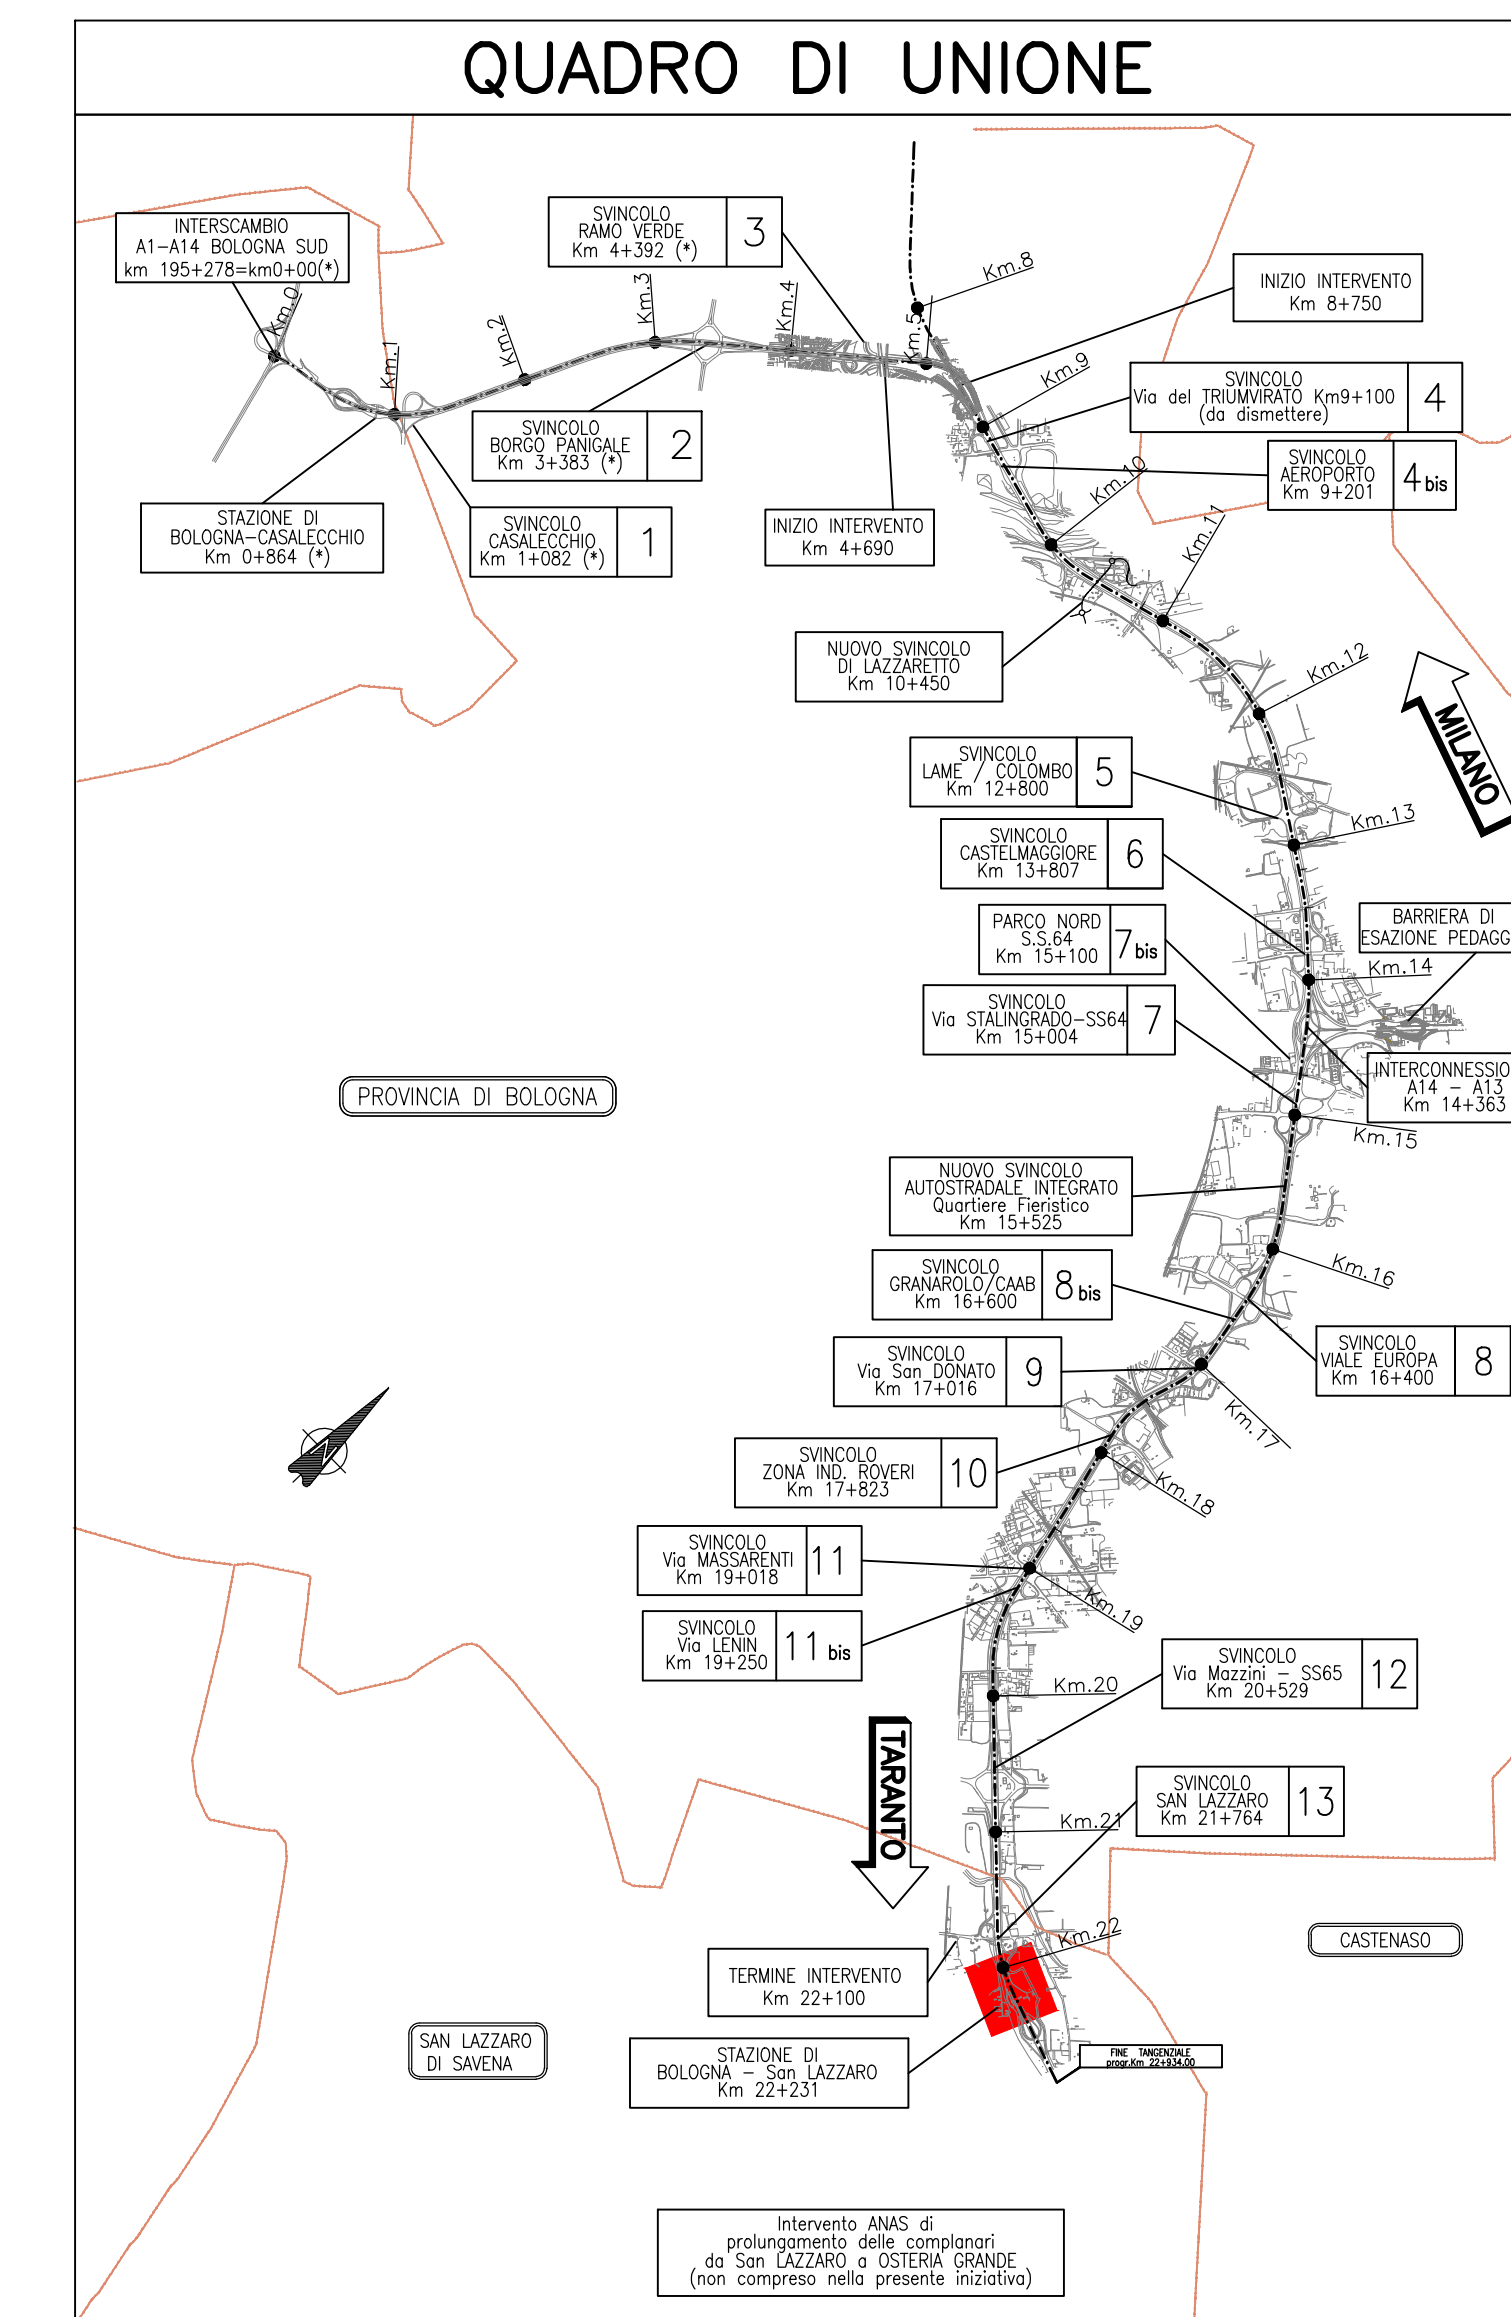 QUADRO DI UNIONE
INTERSCAMBIO
A1-A14 BOLOGNA SUD
km 195+278=km0+00(*)
SVINCOLO
RAMO VERDE
Km 4+392 (*)
3
Km.0
Km.1
Km.2
Km.3
Km.4
Km.5
Km.8
INIZIO INTERVENTO
Km 8+750
Km.9
SVINCOLO
Via del TRIUMVIRATO Km9+100
(da dismettere)
4
SVINCOLO
AEROPORTO
Km 9+201
4 bis
SVINCOLO
BORGO PANIGALE
Km 3+383 (*)
2
STAZIONE DI
BOLOGNA-CASALECCHIO
Km 0+864 (*)
SVINCOLO
CASALECCHIO
Km 1+082 (*)
1
INIZIO INTERVENTO
Km 4+690
Km.10
Km.11
NUOVO SVINCOLO
DI LAZZARETTO
Km 10+450
Km.12
MILANO
SVINCOLO
LAME / COLOMBO
Km 12+800
5
Km.13
SVINCOLO
CASTELMAGGIORE
Km 13+807
6
PARCO NORD
S.S.64
Km 15+100
7 bis
BARRIERA DI
ESAZIONE PEDAGG
Km.14
SVINCOLO
Via STALINGRADO-SS64
Km 15+004
7
INTERCONNESSIO
A14 - A13
Km 14+363
Km.15
PROVINCIA DI BOLOGNA
NUOVO SVINCOLO
AUTOSTRADALE INTEGRATO
Quartiere Fieristico
Km 15+525
Km.16
SVINCOLO
GRANAROLO/CAAB
Km 16+600
8 bis
SVINCOLO
VIALE EUROPA
Km 16+400
8
SVINCOLO
Via San DONATO
Km 17+016
9
Km.17
SVINCOLO
ZONA IND. ROVERI
Km 17+823
10
Km.18
SVINCOLO
Via MASSARENTI
Km 19+018
11
Km.19
SVINCOLO
Via LENIN
Km 19+250
11 bis
SVINCOLO
Via Mazzini - SS65
Km 20+529
12
Km.20
TARANTO
SVINCOLO
SAN LAZZARO
Km 21+764
13
Km.21
Km.22
CASTENASO
TERMINE INTERVENTO
Km 22+100
SAN LAZZARO
DI SAVENA
STAZIONE DI
BOLOGNA - San LAZZARO
Km 22+231
FINE TANGENZIALE
progr.Km 22+934.00
Intervento ANAS di
prolungamento delle complanari
da San LAZZARO a OSTERIA GRANDE
(non compreso nella presente iniziativa)